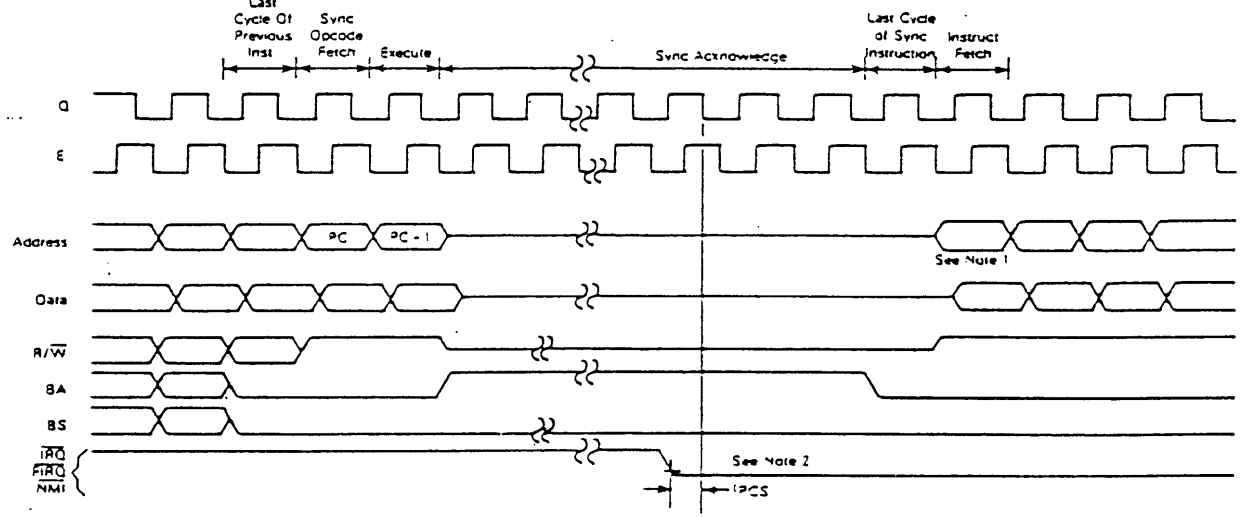 Last
Cycle Of
Previous
Inst
Sync
Opcode
Fetch
Execute
Sync Acknowledge
Last Cycle
of Sync
Instruction
Instruct
Fetch
Q
E
Address
PC
PC + 1
See Note 1
Data
R/W
BA
BS
IRQ
FIRQ
NMI
See Note 2
tPCS